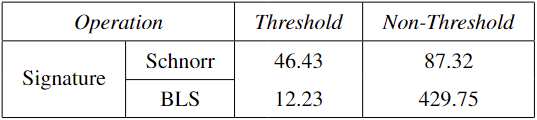 Operation Threshold Non-Threshold
Signature Schnorr 46.43 87.32
BLS 12.23 429.75